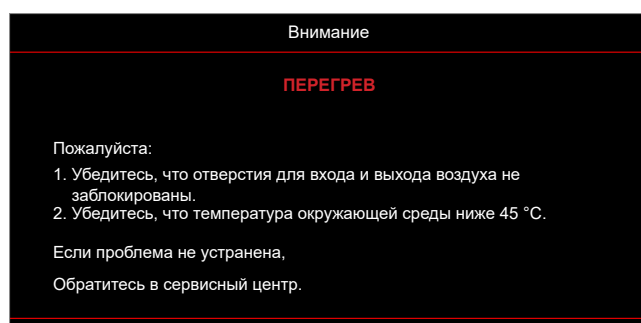 Внимание
ПЕРЕГРЕВ
Пожалуйста:
1. Убедитесь, что отверстия для входа и выхода воздуха не
заблокированы.
2. Убедитесь, что температура окружающей среды ниже 45 °C.
Если проблема не устранена,
Обратитесь в сервисный центр.